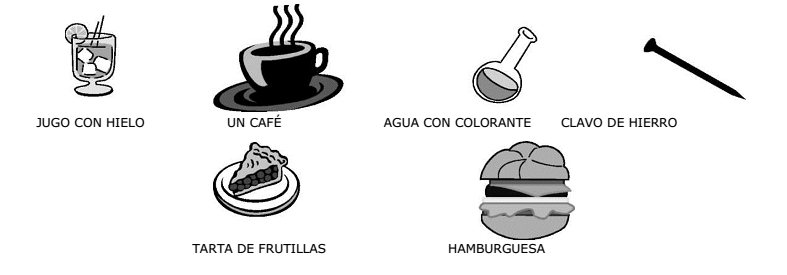 JUGO CON HIELO
UN CAFÉ
AGUA CON COLORANTE
CLAVO DE HIERRO
TARTA DE FRUTILLAS
HAMBURGUESA